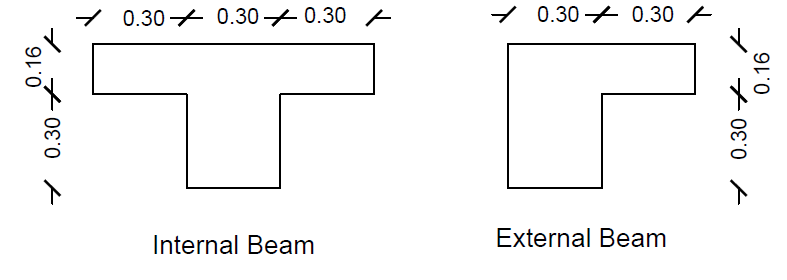 0.30 0.30 0.30
0.16
0.30
Internal Beam
0.30 0.30
0.16
0.30
External Beam